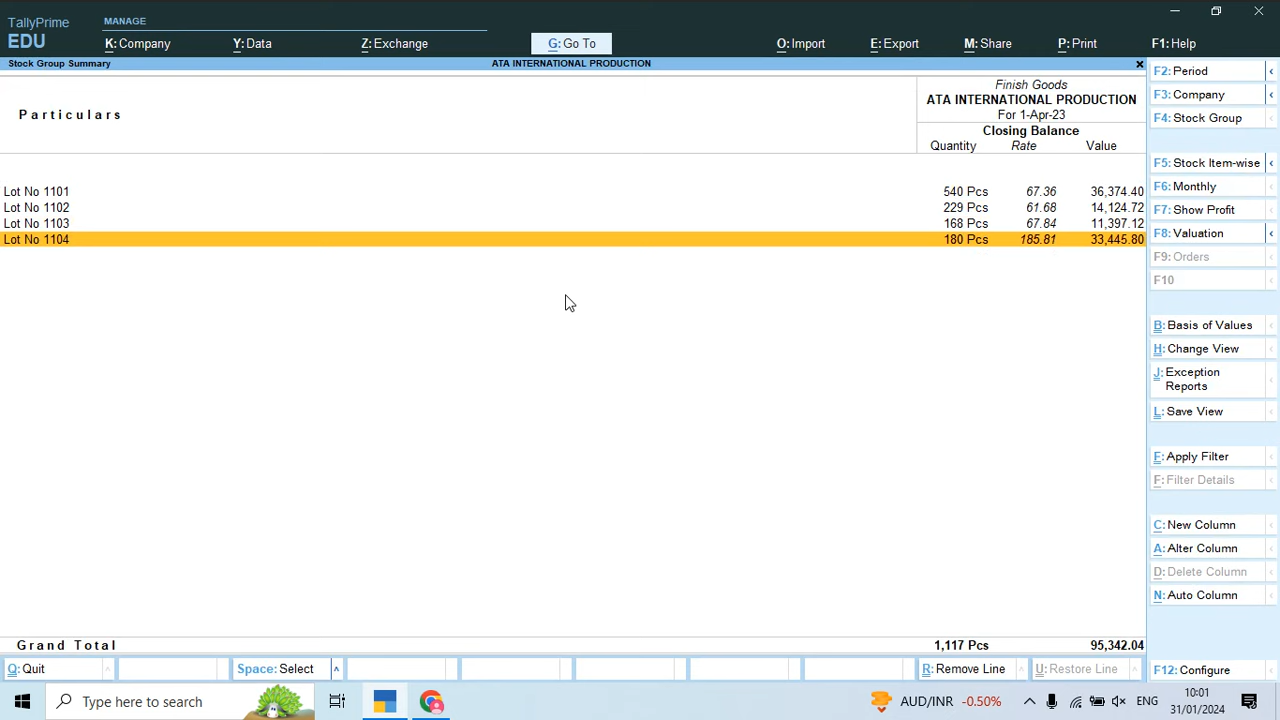 TallyPrime
EDU
MANAGE
K: Company
Y: Data
Z: Exchange
G: Go To
O: Import
E: Export
M: Share
P: Print
F1: Help
Stock Group Summary
ATA INTERNATIONAL PRODUCTION
Particulars
Finish Goods
ATA INTERNATIONAL PRODUCTION
For 1-Apr-23
Closing Balance
Quantity Rate Value
Lot No 1101 540 Pcs 67.36 36,374.40
Lot No 1102 229 Pcs 61.68 14,124.72
Lot No 1103 168 Pcs 67.84 11,397.12
Lot No 1104 180 Pcs 185.81 33,445.80
Grand Total 1,117 Pcs 95,342.04
F2: Period
F3: Company
F4: Stock Group
F5: Stock Item-wise
F6: Monthly
F7: Show Profit
F8: Valuation
F9: Orders
F10
B: Basis of Values
H: Change View
J: Exception
Reports
L: Save View
F: Apply Filter
F: Filter Details
C: New Column
A: Alter Column
D: Delete Column
N: Auto Column
F12: Configure
Q: Quit
Space: Select
R: Remove Line
U: Restore Line
Type here to search
AUD/INR -0.50%
ENG
10:01
31/01/2024